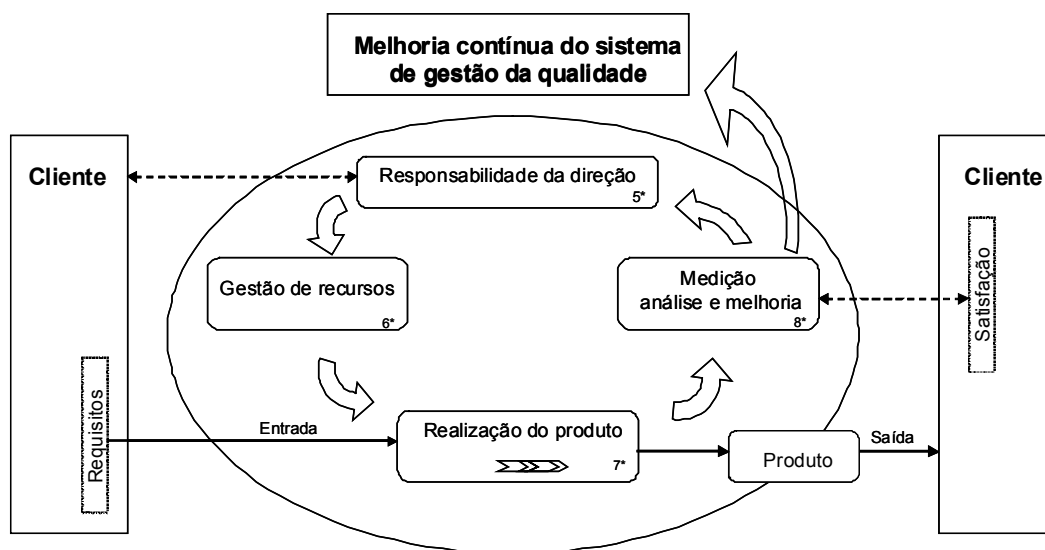 Melhoria contínua do sistema
de gestão da qualidade
Cliente
Responsabilidade da direção
5*
Cliente
Gestão de recursos
6*
Medição
análise e melhoria
8*
Satisfação
Requisitos
Entrada
Realização do produto
7*
Produto
Saída